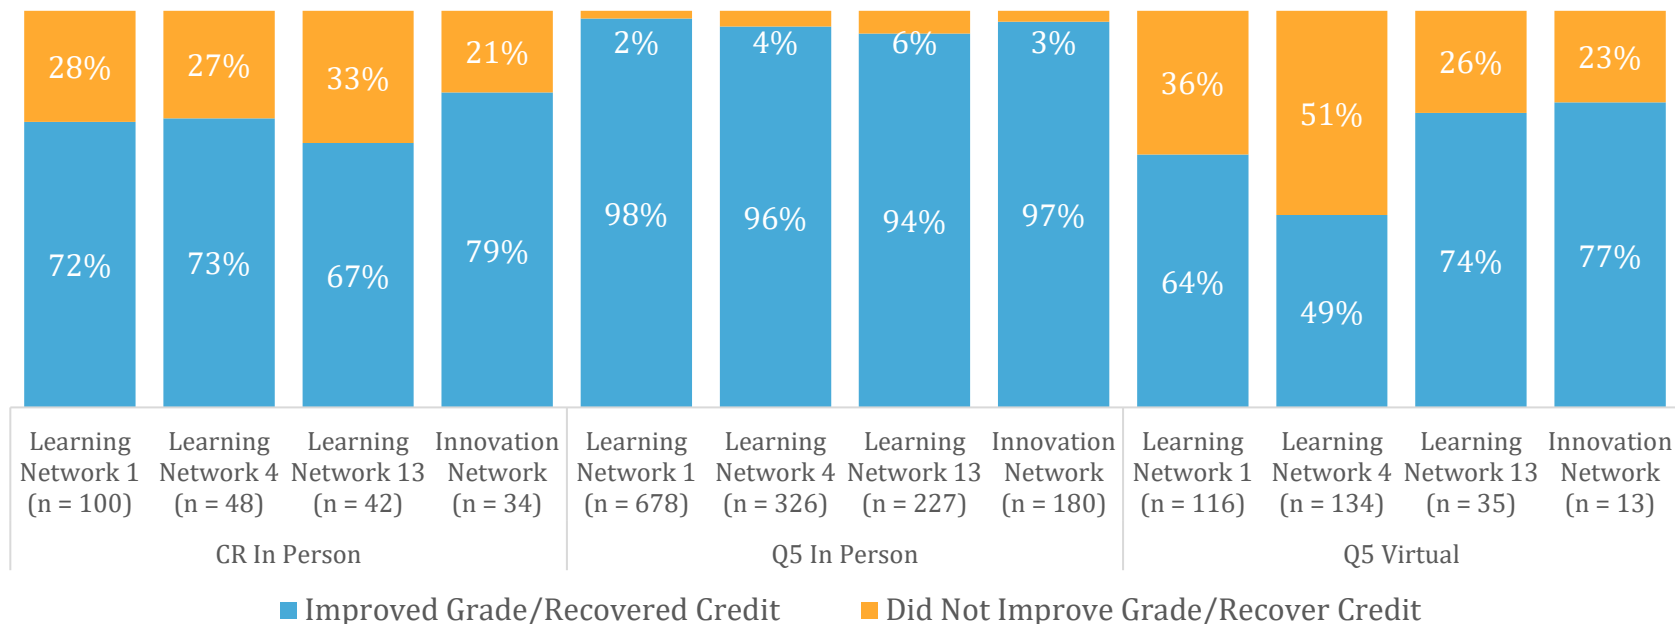 28% 27% 33% 21% 2% 4% 6% 3% 36% 51% 26% 23%
72% 73% 67% 79% 98% 96% 94% 97% 64% 49% 74% 77%
Learning Learning Learning Innovation Learning Learning Learning Innovation Learning Learning Learning Innovation
Network 1 Network 4 Network 13 Network Network 1 Network 4 Network 13 Network Network 1 Network 4 Network 13 Network
(n = 100) (n = 48) (n = 42) (n = 34) (n = 678) (n = 326) (n = 227) (n = 180) (n = 116) (n = 134) (n = 35) (n = 13)
CR In Person Q5 In Person Q5 Virtual
Improved Grade/Recovered Credit Did Not Improve Grade/Recover Credit